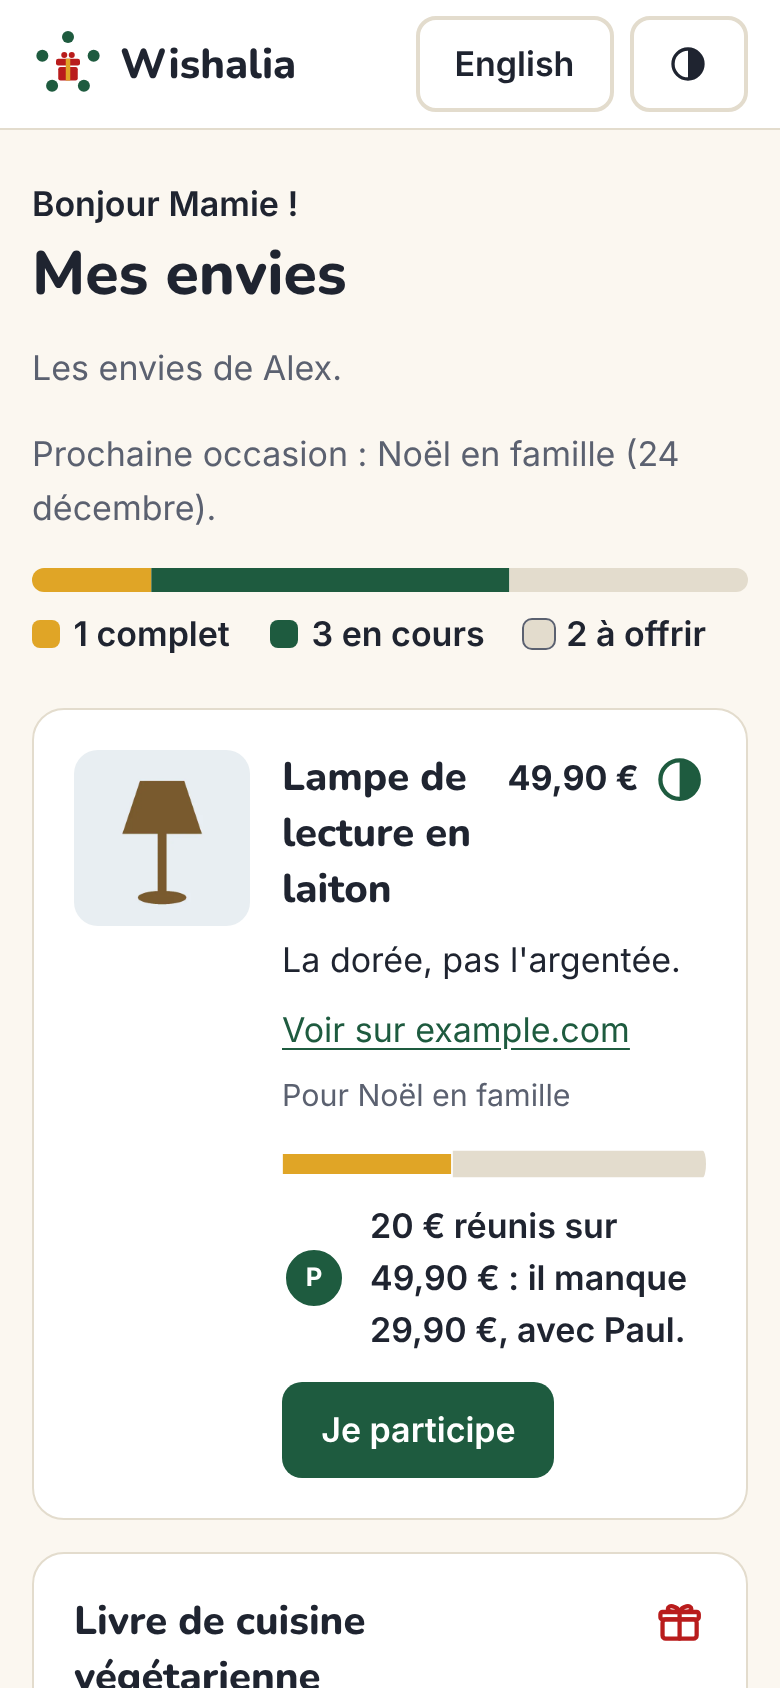 Wishalia
English
Bonjour Mamie !
Mes envies
Les envies de Alex.
Prochaine occasion : Noël en famille (24
décembre).
1 complet
3 en cours
2 à offrir
Lampe de
lecture en
laiton
49,90 €
La dorée, pas l'argentée.
Voir sur example.com
Pour Noël en famille
P
20 € réunis sur
49,90 € : il manque
29,90 €, avec Paul.
Je participe
Livre de cuisine
végétarienne